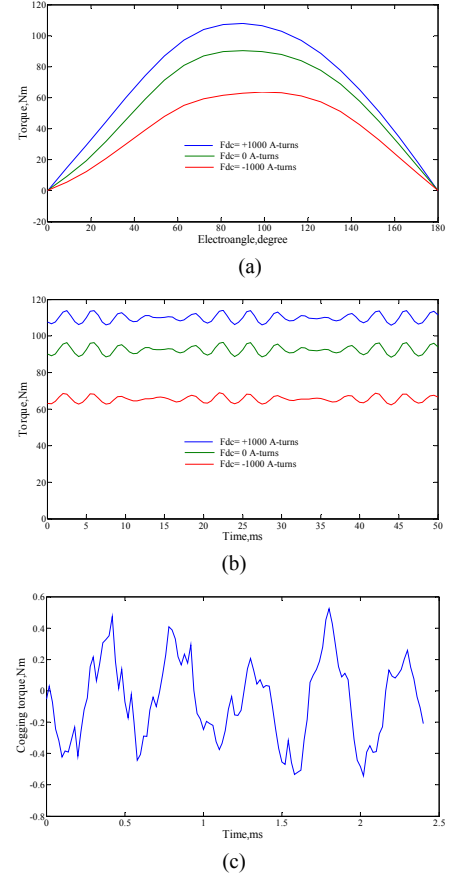 120
100
80
60
40
20
0
-20
Torque, Nm
Fdc= +1000 A-turns
Fdc= 0 A-turns
Fdc= -1000 A-turns
0 20 40 60 80 100 120 140 160 180
Electroangle,degree
(a)
120
100
80
60
40
20
0
Torque,Nm
Fdc= +1000 A-turns
Fdc= 0 A-turns
Fdc= -1000 A-turns
0 5 10 15 20 25 30 35 40 45 50
Time,ms
(b)
0.6
0.4
0.2
0
-0.2
-0.4
-0.6
-0.8
Cogging torque,Nm
0 0.5 1 1.5 2 2.5
Time,ms
(c)